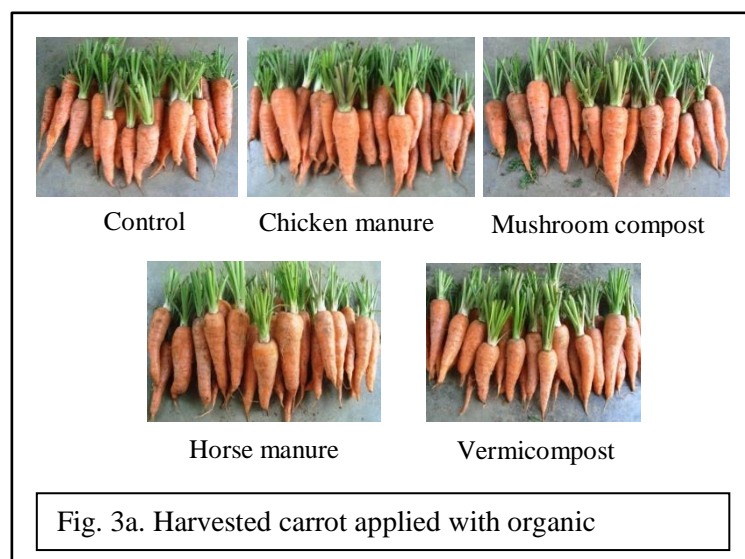 Control
Chicken manure
Mushroom compost
Horse manure
Vermicompost
Fig. 3a. Harvested carrot applied with organic